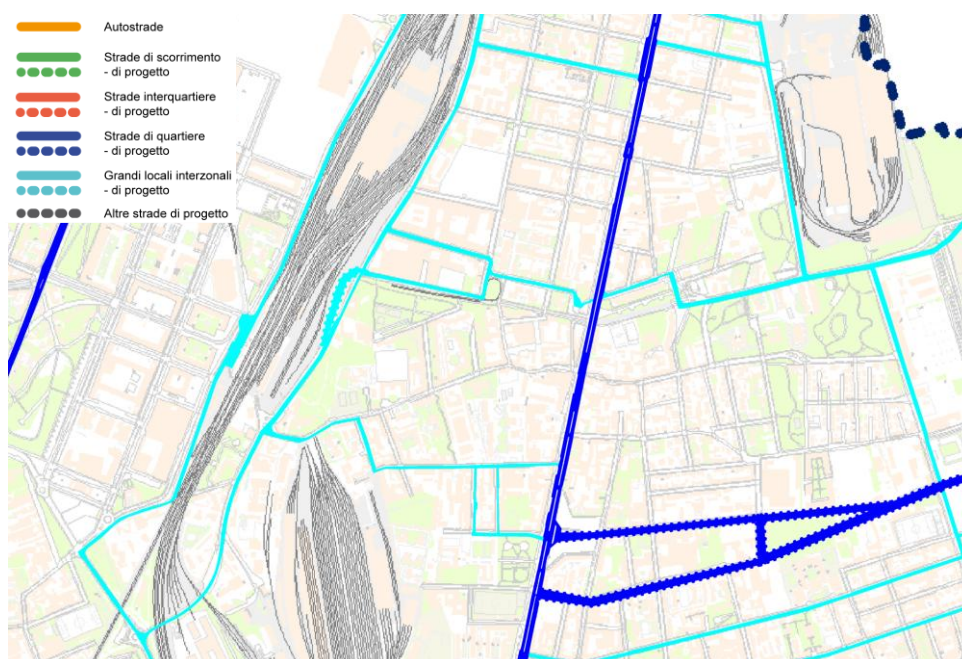 Autostrade
Strade di scorrimento
- di progetto
Strade interquartiere
- di progetto
Strade di quartiere
- di progetto
Grandi locali interzonali
- di progetto
Altre strade di progetto